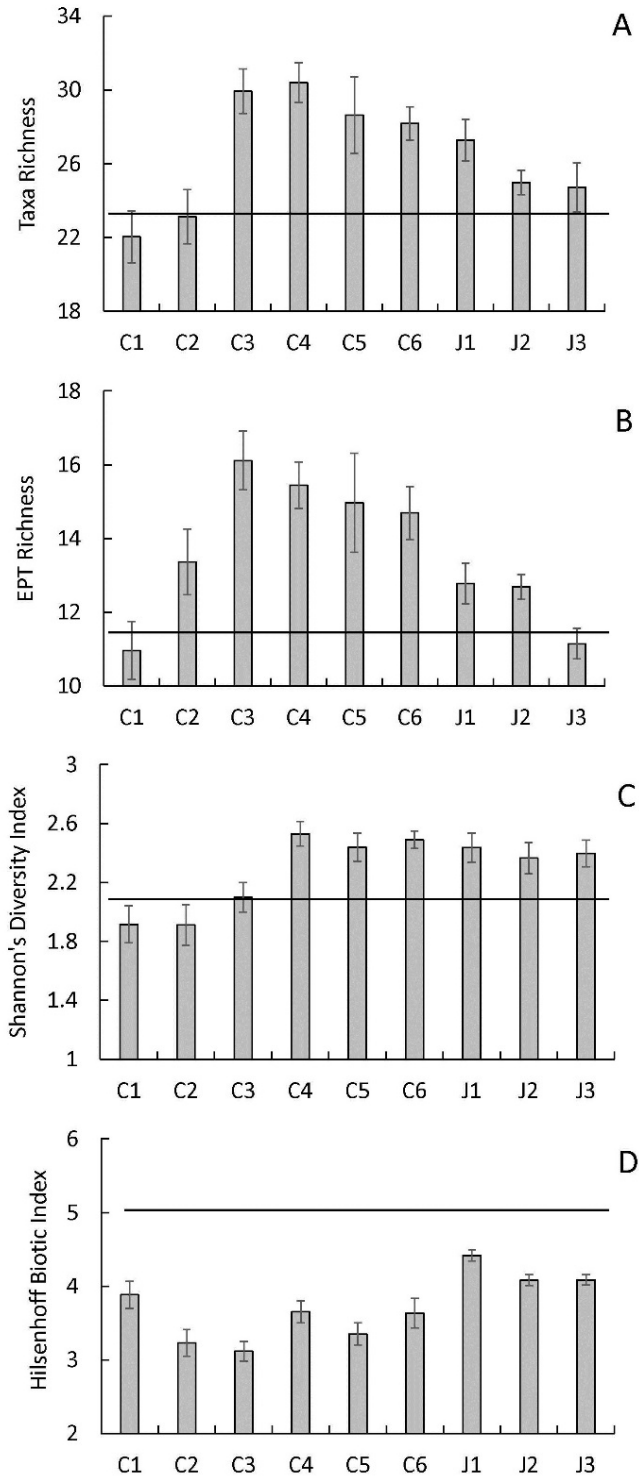 A
Taxa Richness
34
30
26
22
18
C1 C2 C3 C4 C5 C6 J1 J2 J3
B
EPT Richness
18
16
14
12
10
C1 C2 C3 C4 C5 C6 J1 J2 J3
C
Shannon's Diversity Index
3
2.6
2.2
1.8
1.4
1
C1 C2 C3 C4 C5 C6 J1 J2 J3
D
Hilsenhoff Biotic Index
6
5
4
3
2
C1 C2 C3 C4 C5 C6 J1 J2 J3